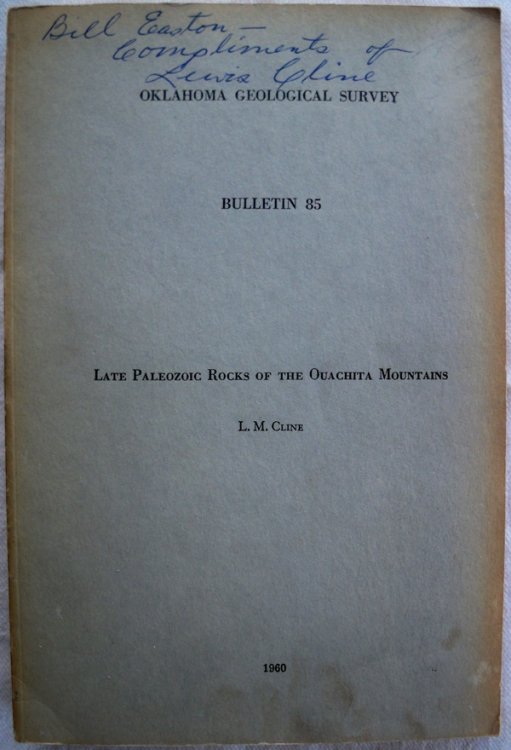 Bill Easton—
Compliments of
Lewis Cline
OKLAHOMA GEOLOGICAL SURVEY
BULLETIN 85
LATE PALEOZOIC ROCKS OF THE OUACHITA MOUNTAINS
L. M. CLINE
1960